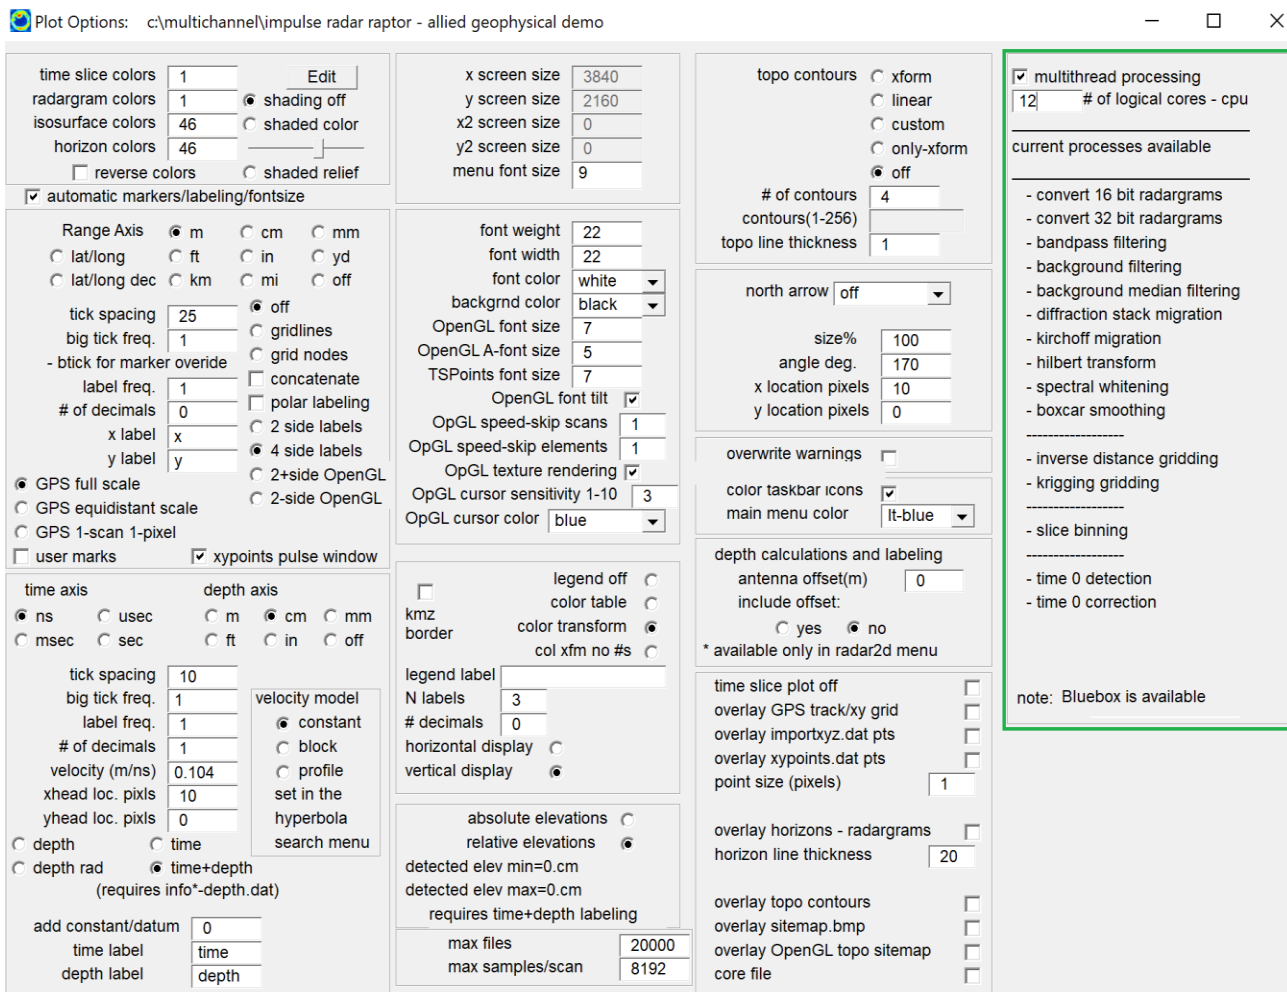 Plot Options: c:\multichannel\impulse radar raptor - allied geophysical demo
time slice colors 1 Edit
radargram colors 1 shading off
isosurface colors 46 shaded color
horizon colors 46
reverse colors shaded relief
automatic markers/labeling/fontsize
Range Axis m cm mm
lat/long ft in yd
lat/long dec km mi off
tick spacing 25 off
big tick freq. 1 gridlines
- btick for marker overide grid nodes
label freq. 1 concatenate
# of decimals 0 polar labeling
x label x 2 side labels
y label y 4 side labels
GPS full scale 2+side OpenGL
GPS equidistant scale 2-side OpenGL
GPS 1-scan 1-pixel
user marks xypoints pulse window
time axis depth axis
ns usec m cm mm
msec sec ft in off
tick spacing 10
big tick freq. 1 velocity model
label freq. 1 constant
# of decimals 1 block
velocity (m/ns) 0.104 profile
xhead loc. pixls 10 set in the
yhead loc. pixls 0 hyperbola
depth time search menu
depth rad time+depth
(requires info*-depth.dat)
add constant/datum 0
time label time
depth label depth
x screen size 3840
y screen size 2160
x2 screen size 0
y2 screen size 0
menu font size 9
font weight 22
font width 22
font color white
backgrnd color black
OpenGL font size 7
OpenGL A-font size 5
TSPoints font size 7
OpenGL font tilt
OpGL speed-skip scans 1
OpGL speed-skip elements 1
OpGL texture rendering
OpGL cursor sensitivity 1-10 3
OpGL cursor color blue
legend off
kmz color table
border color transform
col xfm no #s
legend label
N labels 3
# decimals 0
horizontal display
vertical display
absolute elevations
relative elevations
detected elev min=0.cm
detected elev max=0.cm
requires time+depth labeling
max files 20000
max samples/scan 8192
topo contours xform
linear
custom
only-xform
off
# of contours 4
contours(1-256)
topo line thickness 1
north arrow off
size% 100
angle deg. 170
x location pixels 10
y location pixels 0
overwrite warnings
color taskbar icons
main menu color lt-blue
depth calculations and labeling
antenna offset(m) 0
include offset:
yes no
* available only in radar2d menu
time slice plot off
overlay GPS track/xy grid
overlay importxyz.dat pts
overlay xypoints.dat pts
point size (pixels) 1
overlay horizons - radargrams
horizon line thickness 20
overlay topo contours
overlay sitemap.bmp
overlay OpenGL topo sitemap
core file
multithread processing
12 # of logical cores - cpu
current processes available
- convert 16 bit radargrams
- convert 32 bit radargrams
- bandpass filtering
- background filtering
- background median filtering
- diffraction stack migration
- kirchoff migration
- hilbert transform
- spectral whitening
- boxcar smoothing
------------------
- inverse distance gridding
- krigging gridding
------------------
- slice binning
------------------
- time 0 detection
- time 0 correction
note: Bluebox is available